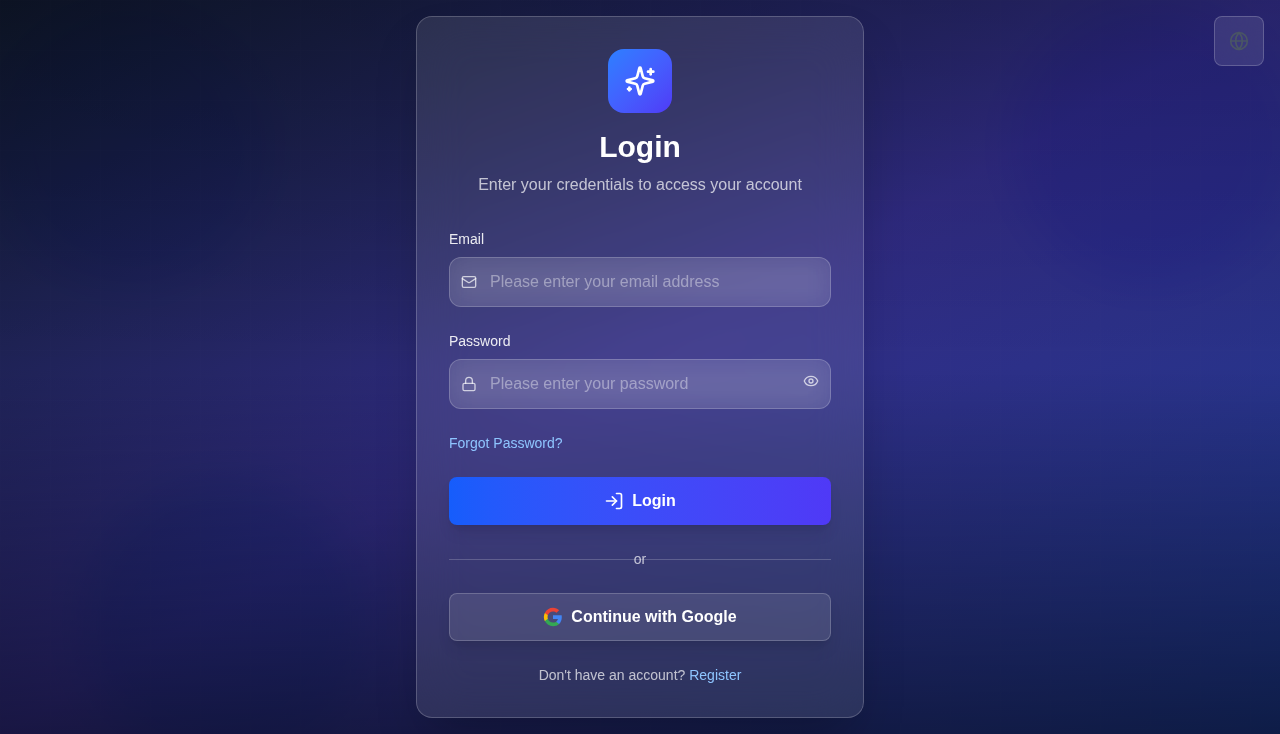 Login
Enter your credentials to access your account
Email
Please enter your email address
Password
Please enter your password
Forgot Password?
Login
or
Continue with Google
Don't have an account? Register